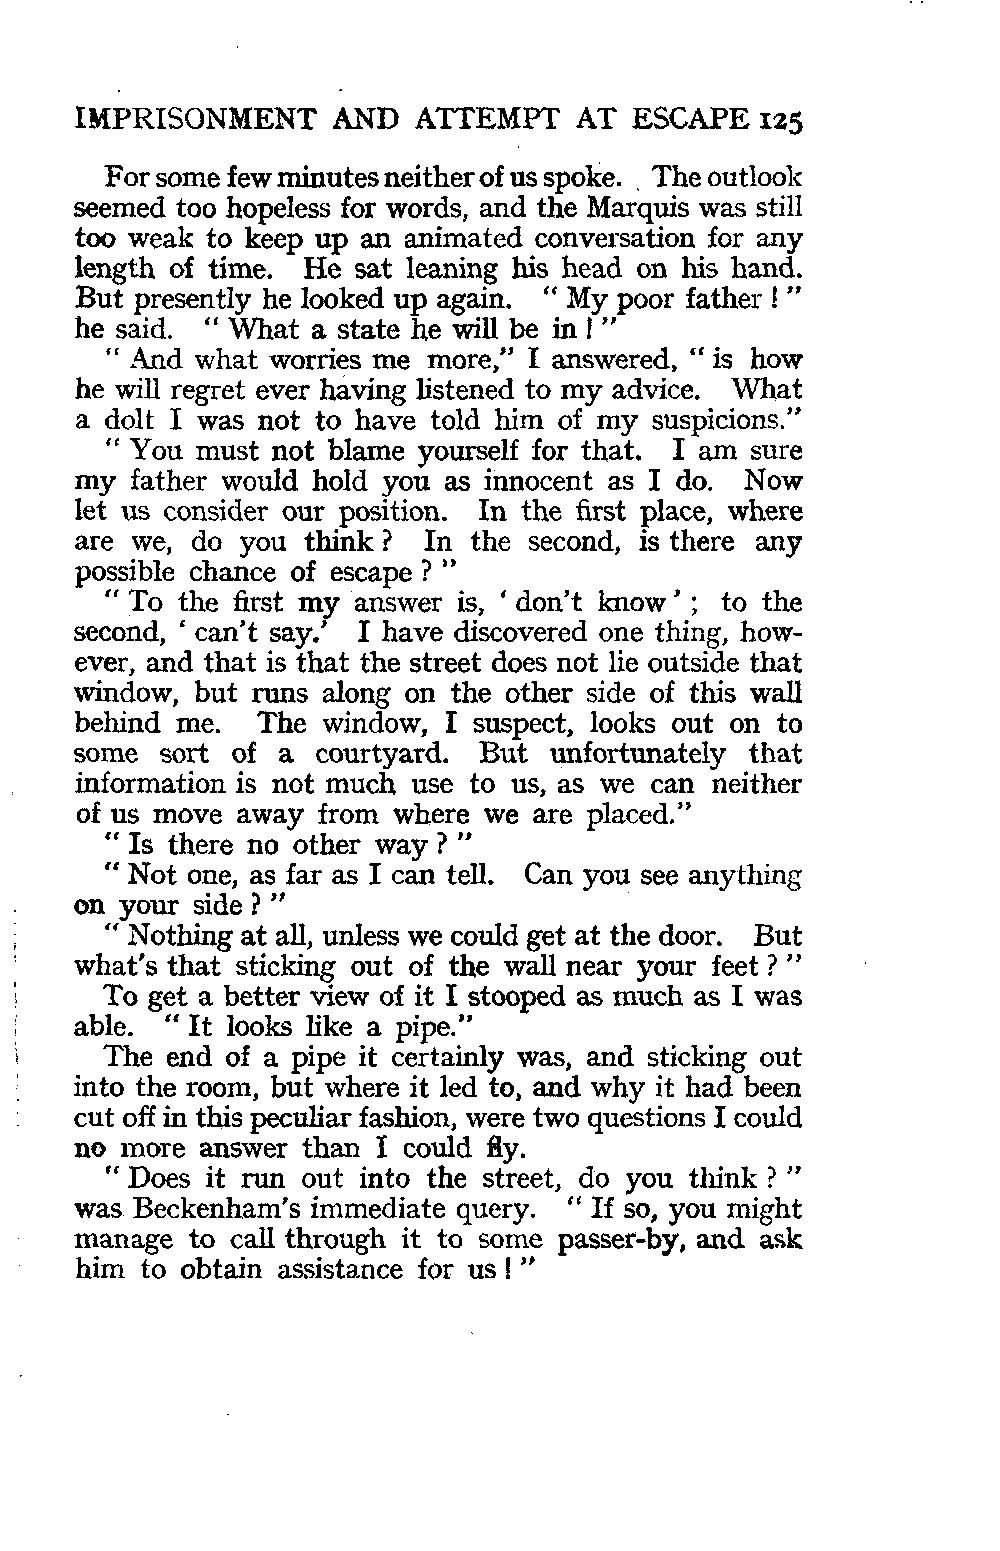 IMPRISONMENT AND ATTEMPT AT ESCAPE 125
For some few minutes neither of us spoke. The outlook
seemed too hopeless for words, and the Marquis was still
too weak to keep up an animated conversation for any
length of time. He sat leaning his head on his hand.
But presently he looked up again. “ My poor father ! ”
he said. “ What a state he will be in ! ”
“ And what worries me more,” I answered, “ is how
he will regret ever having listened to my advice. What
a dolt I was not to have told him of my suspicions.”
“ You must not blame yourself for that. I am sure
my father would hold you as innocent as I do. Now
let us consider our position. In the first place, where
are we, do you think ? In the second, is there any
possible chance of escape ? ”
“ To the first my answer is, ‘ don't know ’ ; to the
second, ‘ can't say.’ I have discovered one thing, how-
ever, and that is that the street does not lie outside that
window, but runs along on the other side of this wall
behind me. The window, I suspect, looks out on to
some sort of a courtyard. But unfortunately that
information is not much use to us, as we can neither
of us move away from where we are placed.”
“ Is there no other way ? ”
“ Not one, as far as I can tell. Can you see anything
on your side ? ”
“ Nothing at all, unless we could get at the door. But
what's that sticking out of the wall near your feet ? ”
To get a better view of it I stooped as much as I was
able. “ It looks like a pipe.”
The end of a pipe it certainly was, and sticking out
into the room, but where it led to, and why it had been
cut off in this peculiar fashion, were two questions I could
no more answer than I could fly.
“ Does it run out into the street, do you think ? ”
was Beckenham's immediate query. “ If so, you might
manage to call through it to some passer-by, and ask
him to obtain assistance for us ! ”